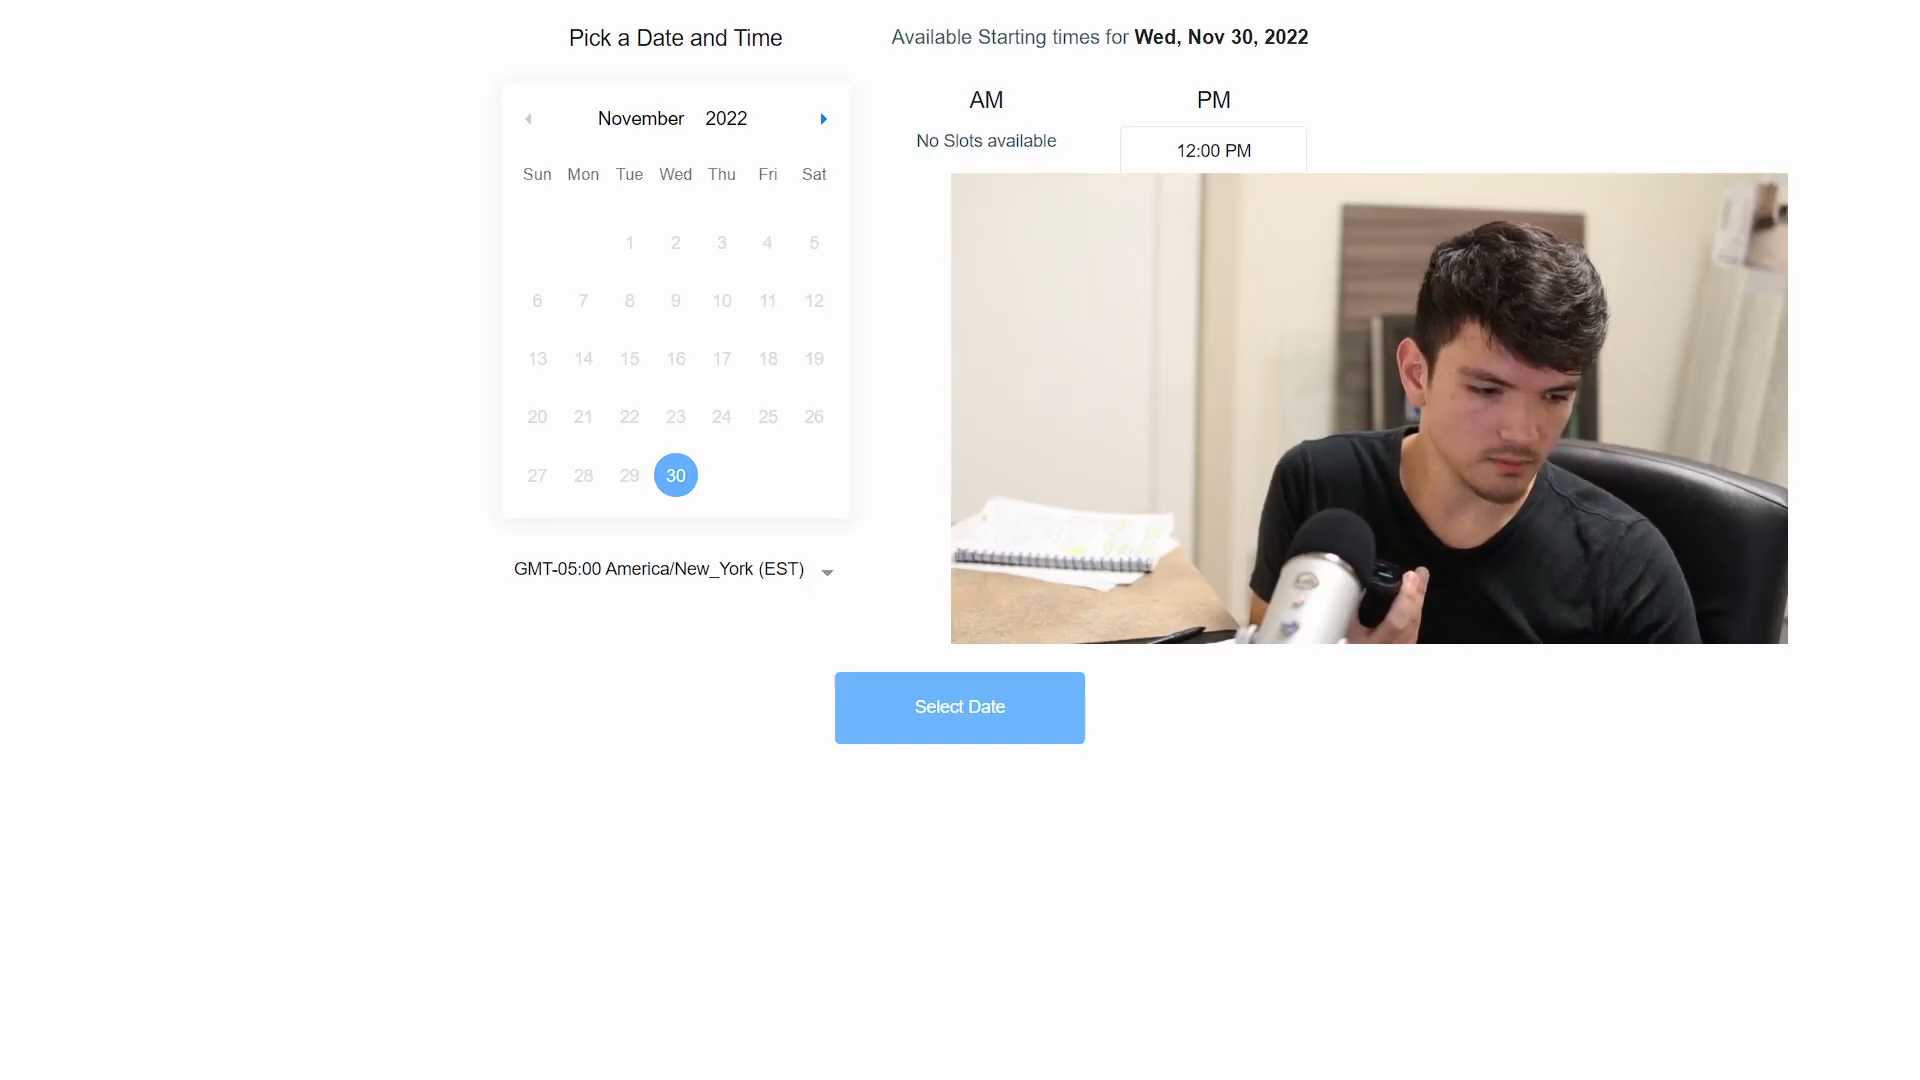 Pick a Date and Time
November 2022
Sun Mon Tue Wed Thu Fri Sat
1 2 3 4 5
6 7 8 9 10 11 12
13 14 15 16 17 18 19
20 21 22 23 24 25 26
27 28 29 30
GMT-05:00 America/New_York (EST)
Available Starting times for Wed, Nov 30, 2022
AM
No Slots available
PM
12:00 PM
Select Date